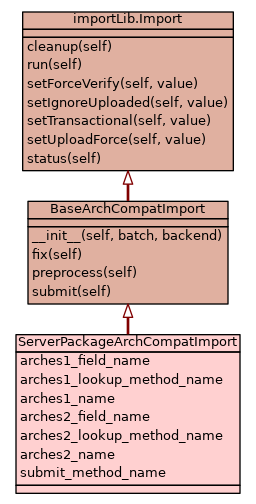 importLib.Import
cleanup(self)
run(self)
setForceVerify(self, value)
setIgnoreUploaded(self, value)
setTransactional(self, value)
setUploadForce(self, value)
status(self)
BaseArchCompatImport
__init__(self, batch, backend)
fix(self)
preprocess(self)
submit(self)
ServerPackageArchCompatImport
arches1_field_name
arches1_lookup_method_name
arches1_name
arches2_field_name
arches2_lookup_method_name
arches2_name
submit_method_name